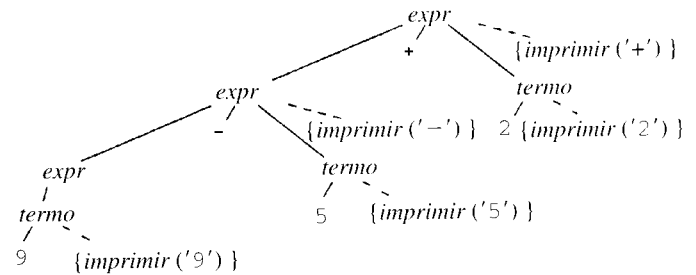 expr
+ {imprimir ('+') }
expr termo
− {imprimir ('−') } 2 {imprimir ('2') }
expr termo
termo 5 {imprimir ('5') }
9 {imprimir ('9') }